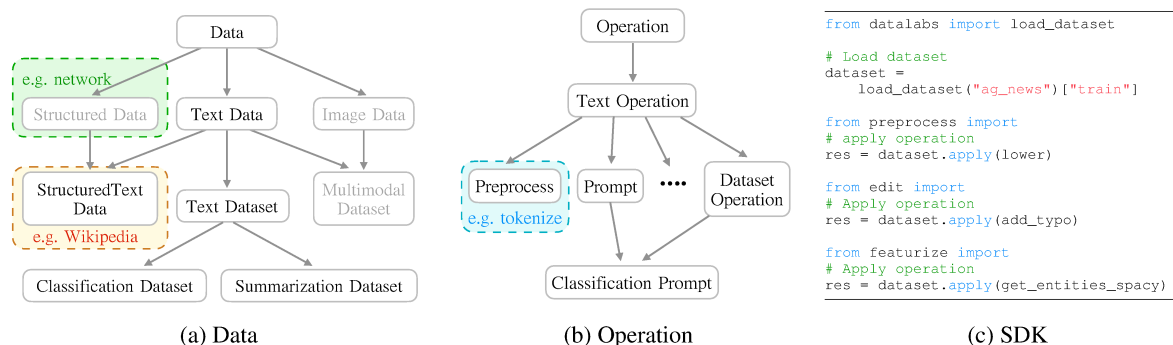 Data
e.g. network
Structured Data
Text Data
Image Data
StructuredText
Data
e.g. Wikipedia
Text Dataset
Multimodal
Dataset
Classification Dataset
Summarization Dataset
(a) Data
Operation
Text Operation
Preprocess
e.g. tokenize
Prompt
....
Dataset
Operation
Classification Prompt
(b) Operation
from datalabs import load_dataset
# Load dataset
dataset =
load_dataset("ag_news")["train"]
from preprocess import
# apply operation
res = dataset.apply(lower)
from edit import
# Apply operation
res = dataset.apply(add_typo)
from featurize import
# Apply operation
res = dataset.apply(get_entities_spacy)
(c) SDK